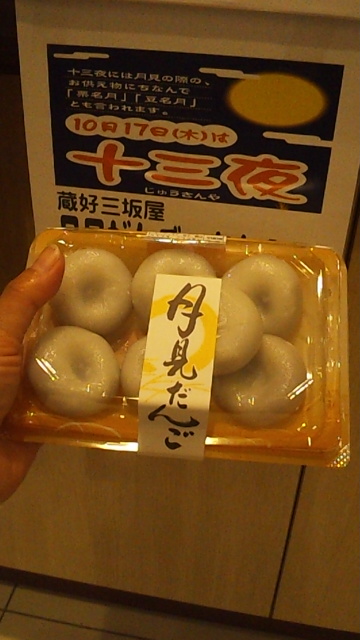 十三夜には月見の際の、
お供え物にちなんで
「栗名月」「豆名月」
とも言われます。
10月17日(木)は
十三夜
じゅうさんや
蔵好三坂屋
月見だんご